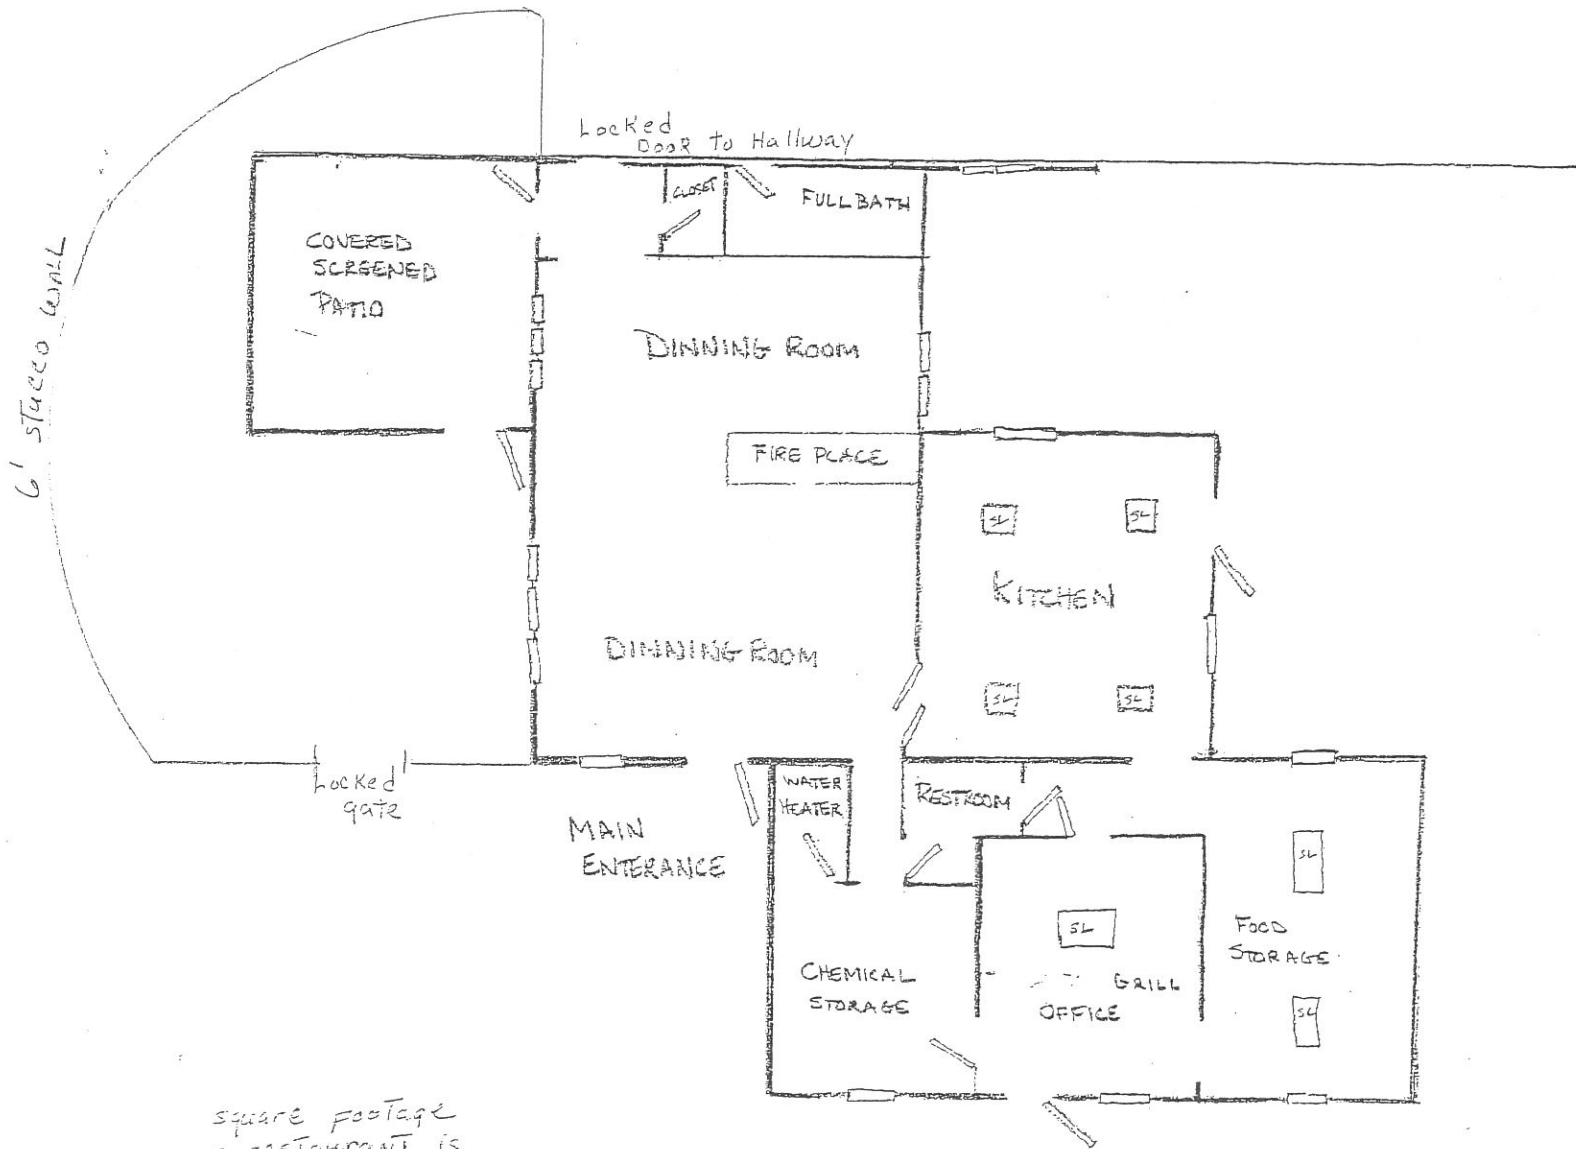 Locked
DOOR to Hallway
CLOSET
FULL BATH
COVERED
SCREENED
PATIO
6' STUCCO WALL
DINNING ROOM
FIRE PLACE
SL
SL
KITCHEN
DINNING ROOM
SL
SL
Locked
gate
WATER
HEATER
RESTROOM
MAIN
ENTERANCE
SL
SL
FOOD
STORAGE
CHEMICAL
STORAGE
GRILL
OFFICE
SL
square footage
restaurant is